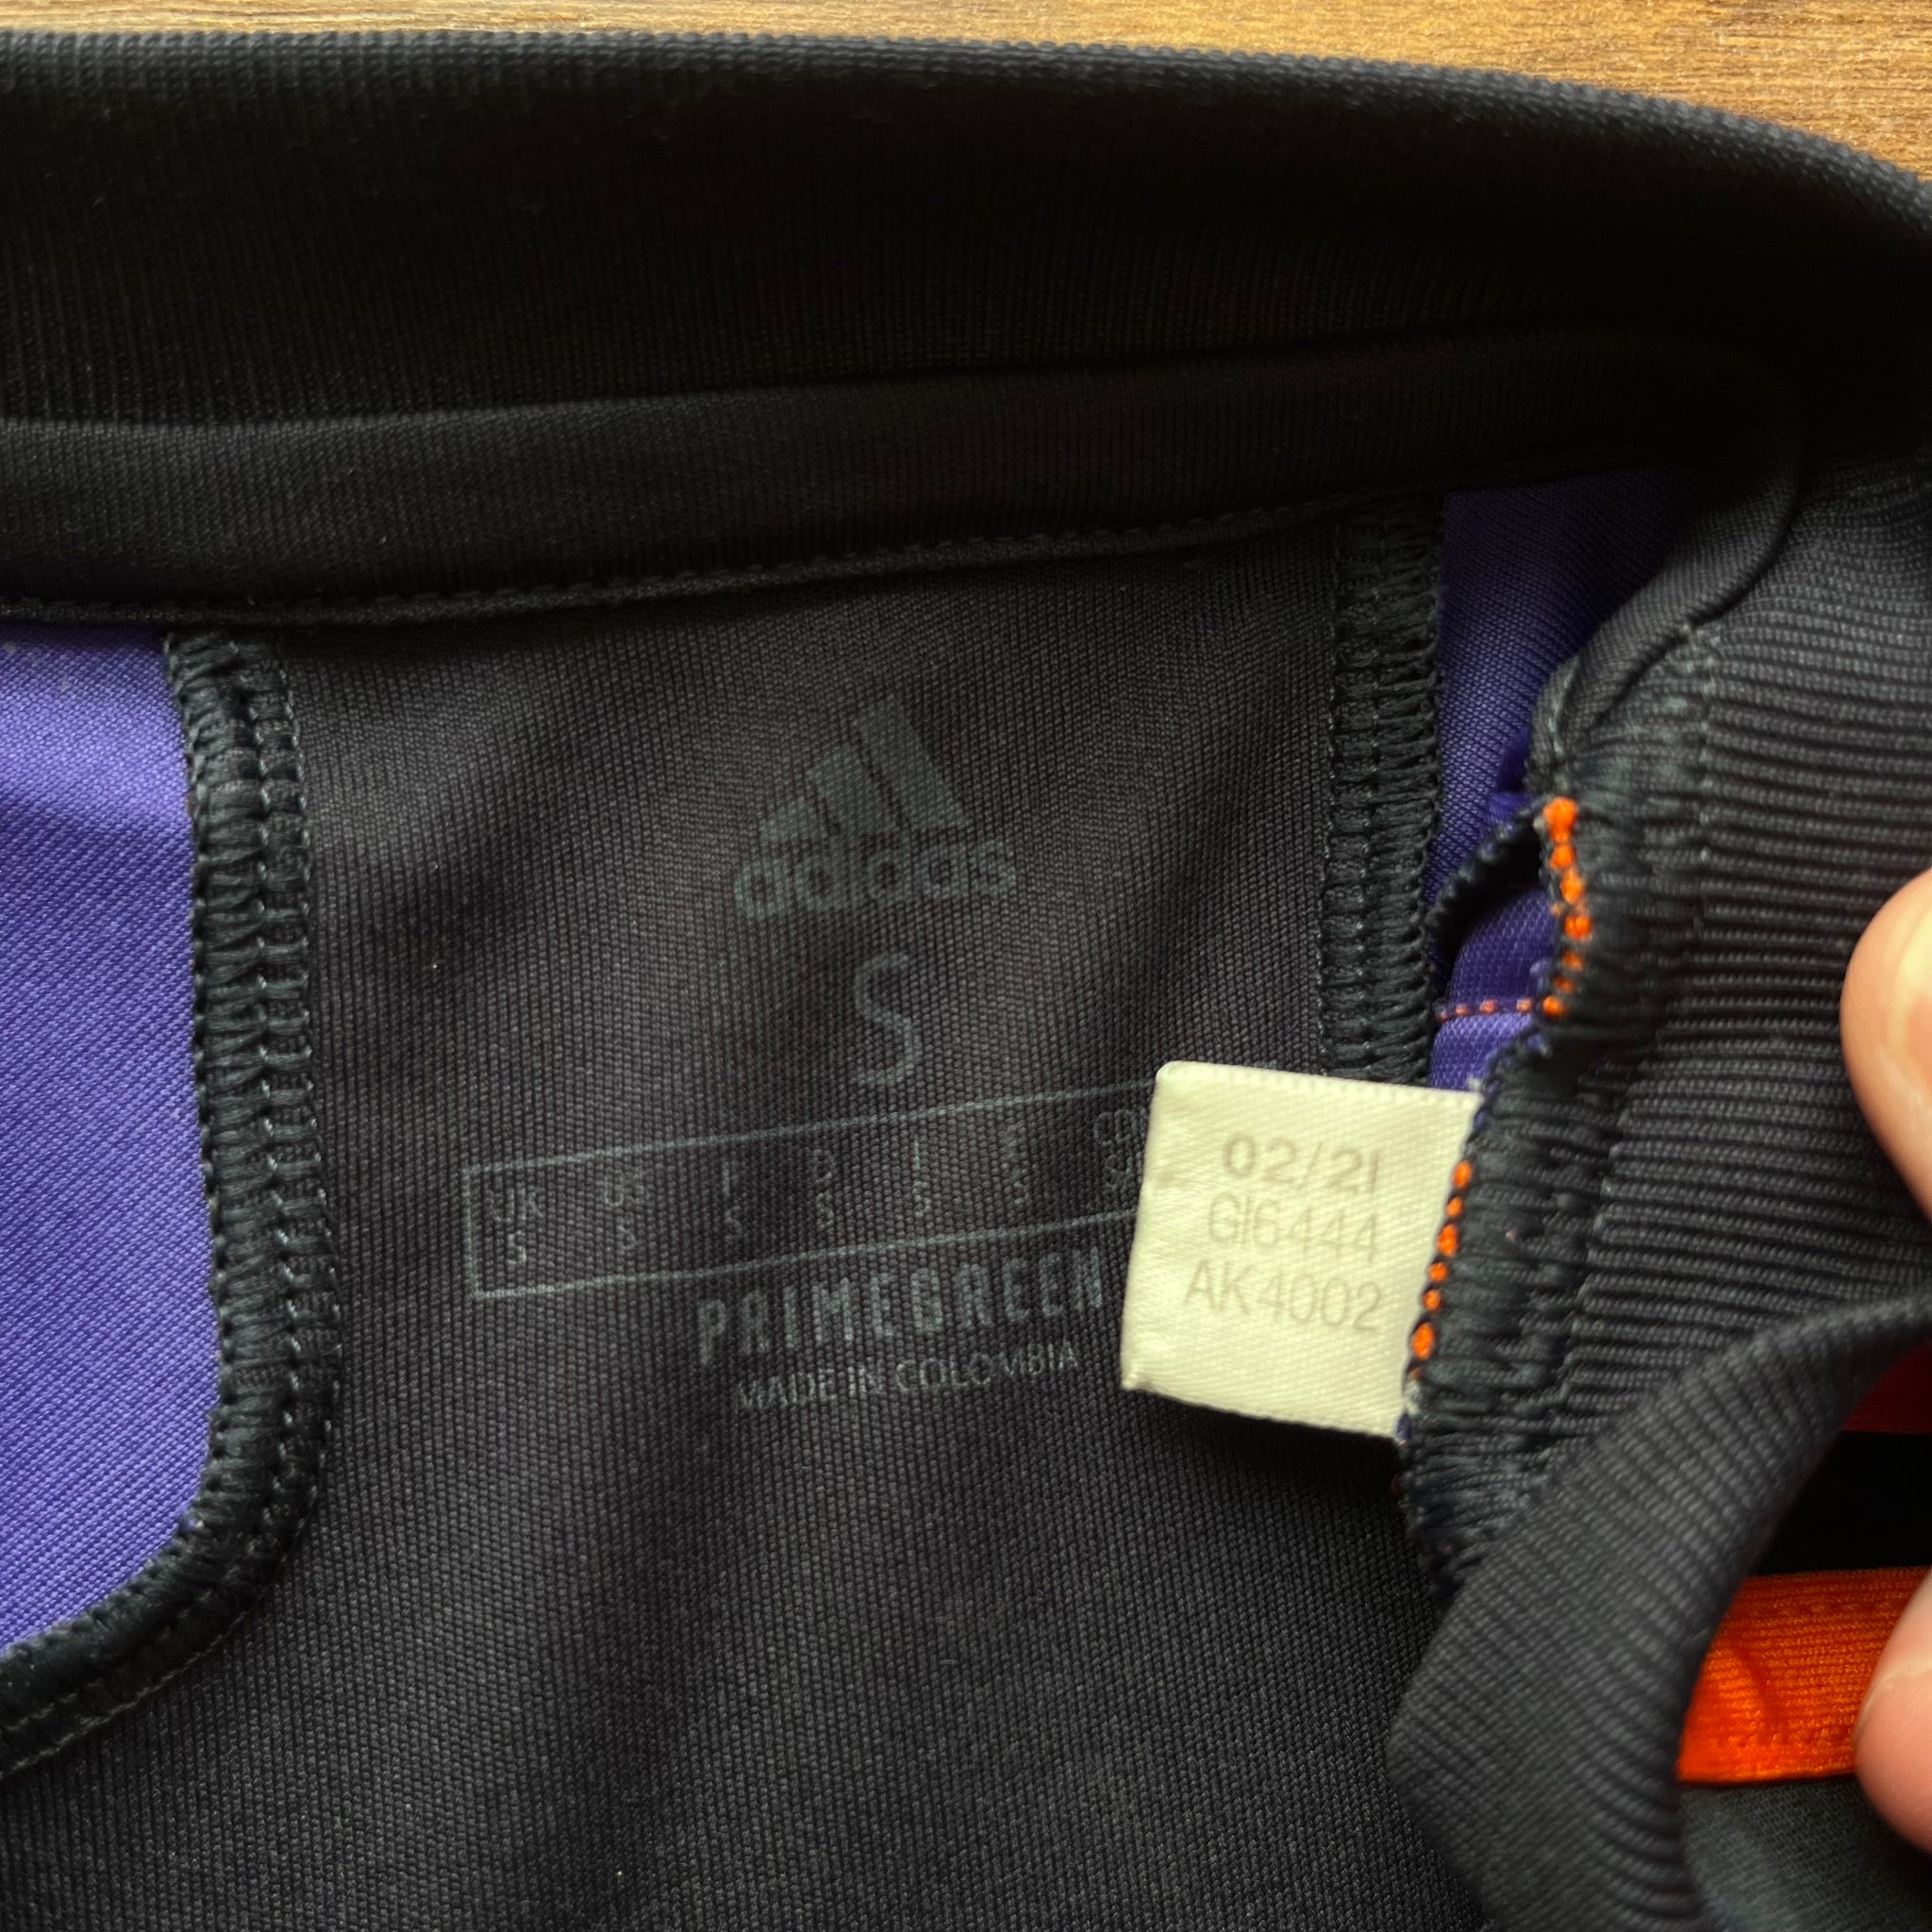 adidas
S
UK US
S S S S S S
PRIMEGREEN
MADE IN COLOMBIA
02/21
GI6444
AK4002